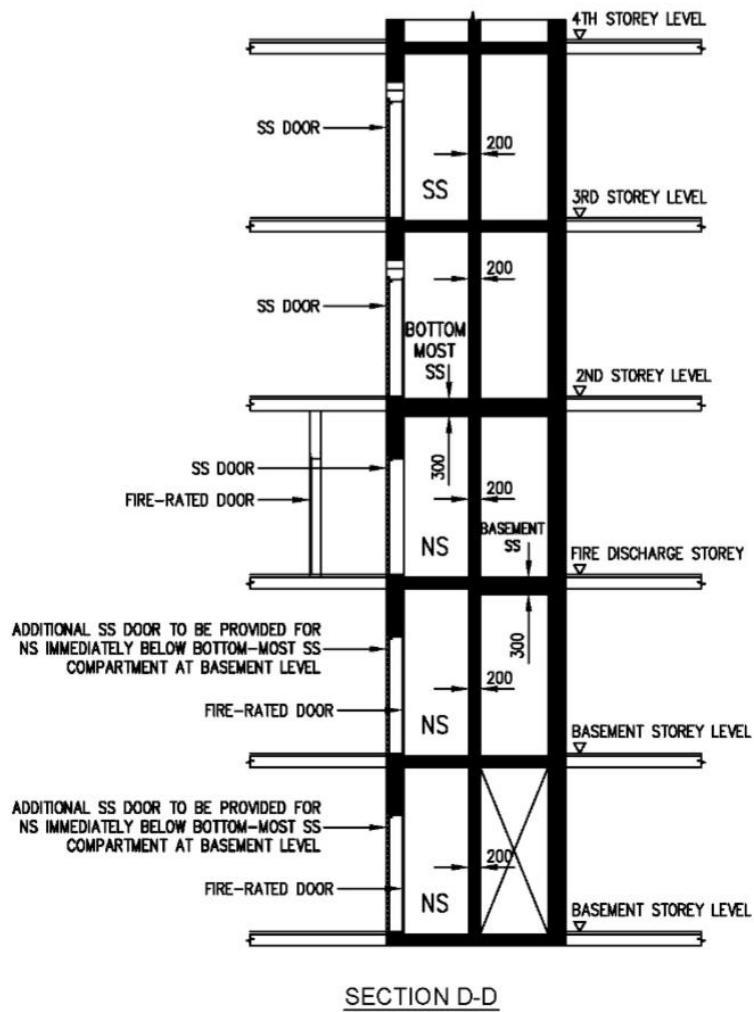 4TH STOREY LEVEL
SS DOOR
200
SS
3RD STOREY LEVEL
200
SS DOOR
BOTTOM
MOST
SS
2ND STOREY LEVEL
SS DOOR
300
200
FIRE-RATED DOOR
NS
BASEMENT
SS
FIRE DISCHARGE STOREY
ADDITIONAL SS DOOR TO BE PROVIDED FOR
NS IMMEDIATELY BELOW BOTTOM-MOST SS
COMPARTMENT AT BASEMENT LEVEL
300
200
FIRE-RATED DOOR
NS
BASEMENT STOREY LEVEL
ADDITIONAL SS DOOR TO BE PROVIDED FOR
NS IMMEDIATELY BELOW BOTTOM-MOST SS
COMPARTMENT AT BASEMENT LEVEL
200
FIRE-RATED DOOR
NS
BASEMENT STOREY LEVEL
SECTION D-D